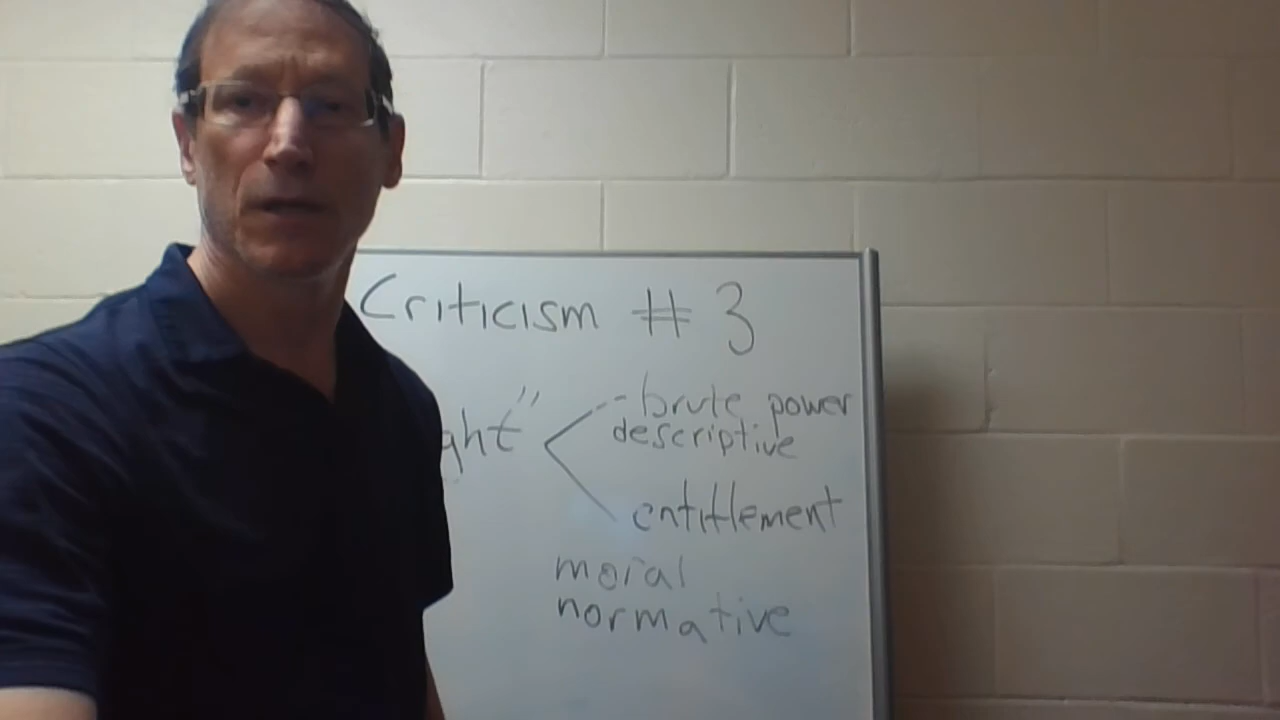 Criticism # 3
ght" - brute power
descriptive
entitlement
moral
normative